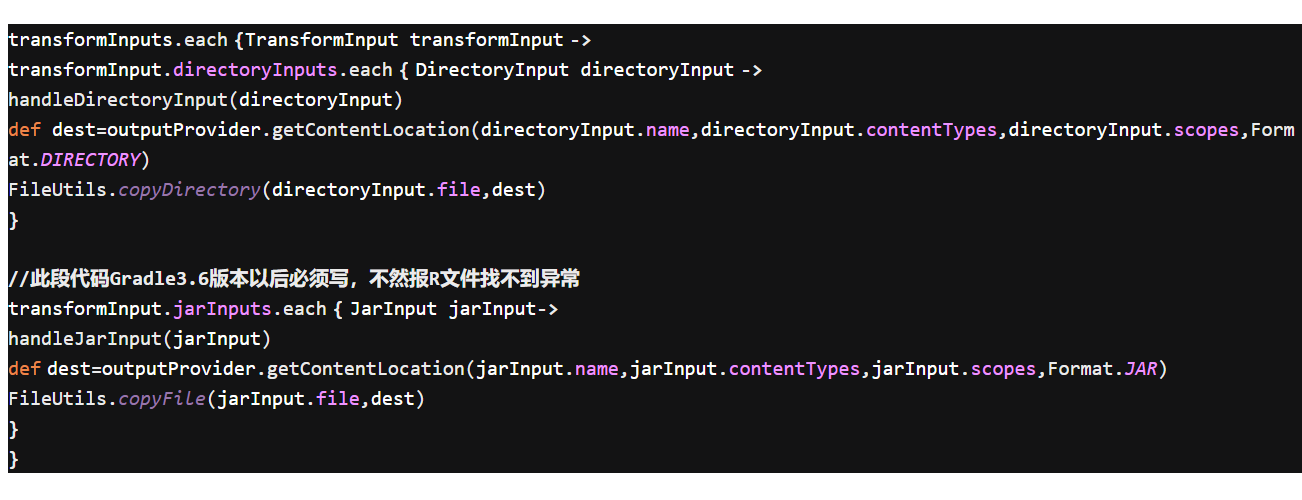 transformInputs.each {TransformInput transformInput ->
transformInput.directoryInputs.each { DirectoryInput directoryInput ->
handleDirectoryInput(directoryInput)
def dest=outputProvider.getContentLocation(directoryInput.name,directoryInput.contentTypes,directoryInput.scopes,Form
at.DIRECTORY)
FileUtils.copyDirectory(directoryInput.file,dest)
}
//此段代码Gradle3.6版本以后必须写，不然报R文件找不到异常
transformInput.jarInputs.each { JarInput jarInput->
handleJarInput(jarInput)
def dest=outputProvider.getContentLocation(jarInput.name,jarInput.contentTypes,jarInput.scopes,Format.JAR)
FileUtils.copyFile(jarInput.file,dest)
}
}